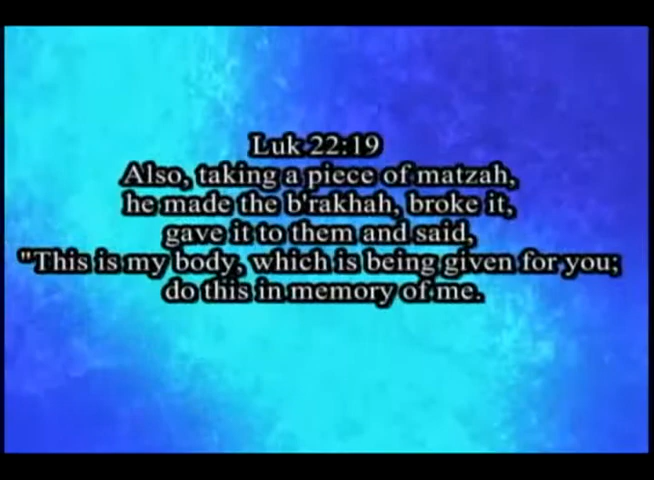 Luk 22:19
Also, taking a piece of matzah,
he made the b'rakhah, broke it,
gave it to them and said,
"This is my body, which is being given for you;
do this in memory of me.